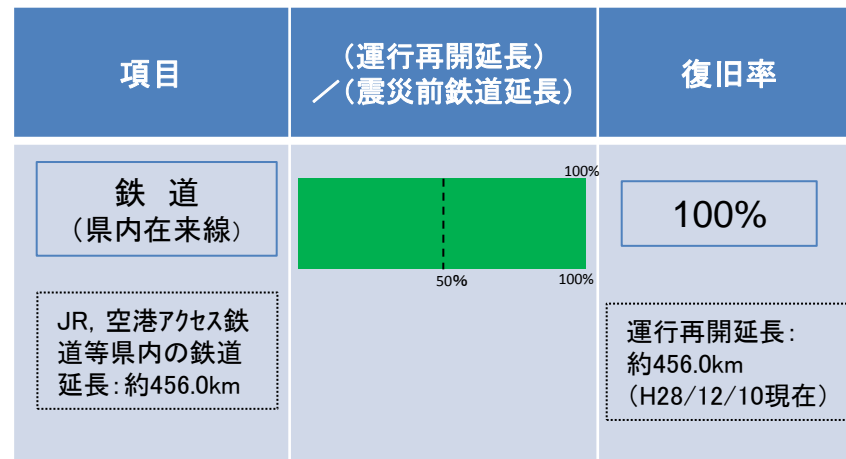 項目
（運行再開延長）
／（震災前鉄道延長）
復旧率
鉄 道
（県内在来線）
100%
50%
100%
100%
JR，空港アクセス鉄
道等県内の鉄道
延長：約456.0km
運行再開延長：
約456.0km
（H28/12/10現在）